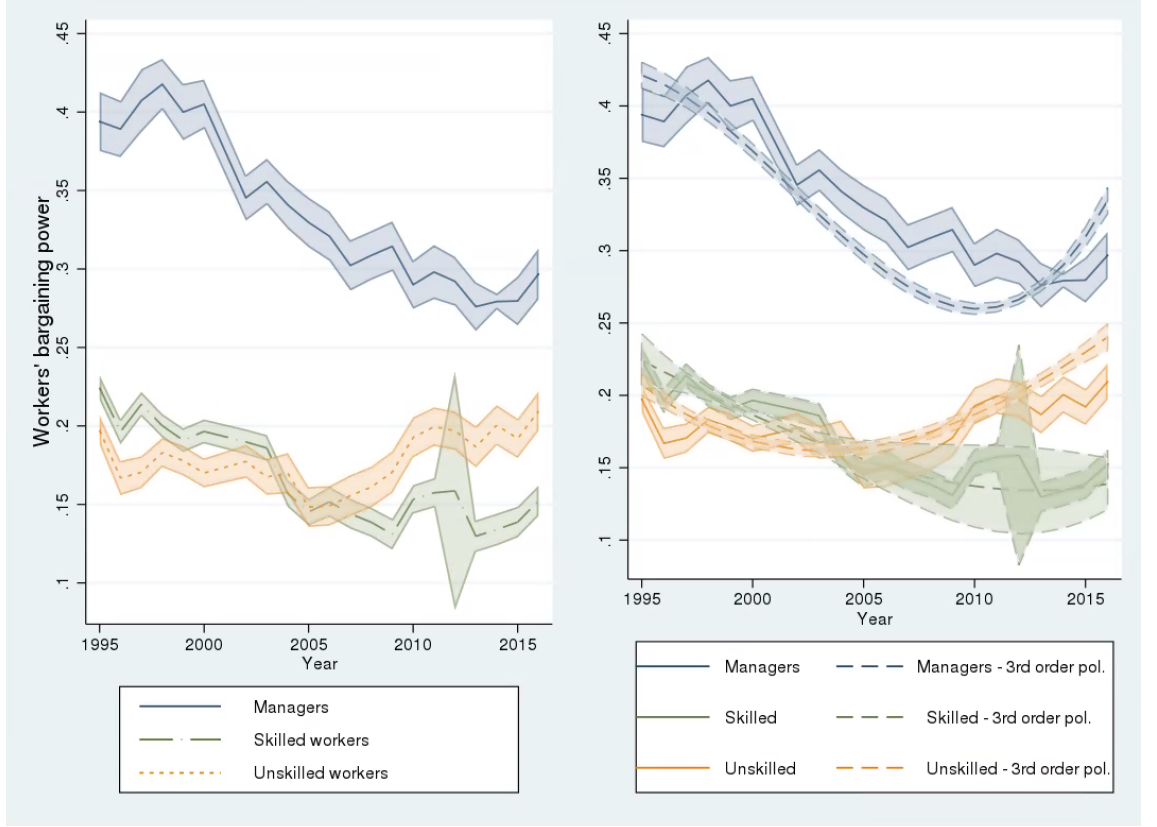 Workers' bargaining power
.45
.4
.35
.3
.25
.2
.15
.1
1995 2000 2005 2010 2015
Year
Managers
Skilled workers
Unskilled workers
.45
.4
.35
.3
.25
.2
.15
.1
1995 2000 2005 2010 2015
Year
Managers Managers - 3rd order pol.
Skilled Skilled - 3rd order pol.
Unskilled Unskilled - 3rd order pol.